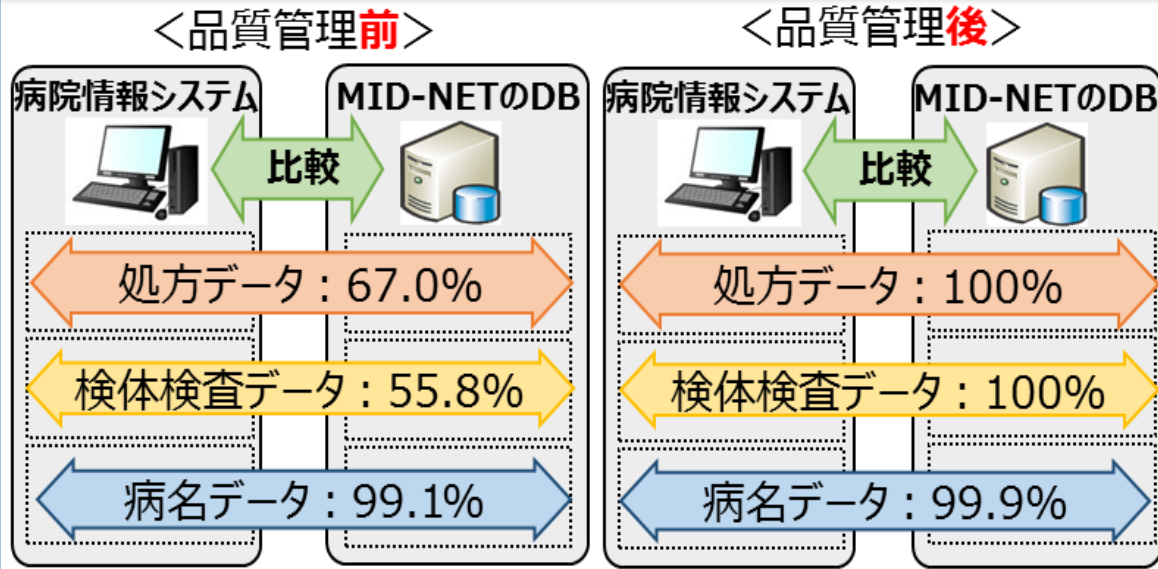 ＜品質管理前＞
病院情報システム
MID-NETのDB
比較
処方データ：67.0%
検体検査データ：55.8%
病名データ：99.1%
＜品質管理後＞
病院情報システム
MID-NETのDB
比較
処方データ：100%
検体検査データ：100%
病名データ：99.9%